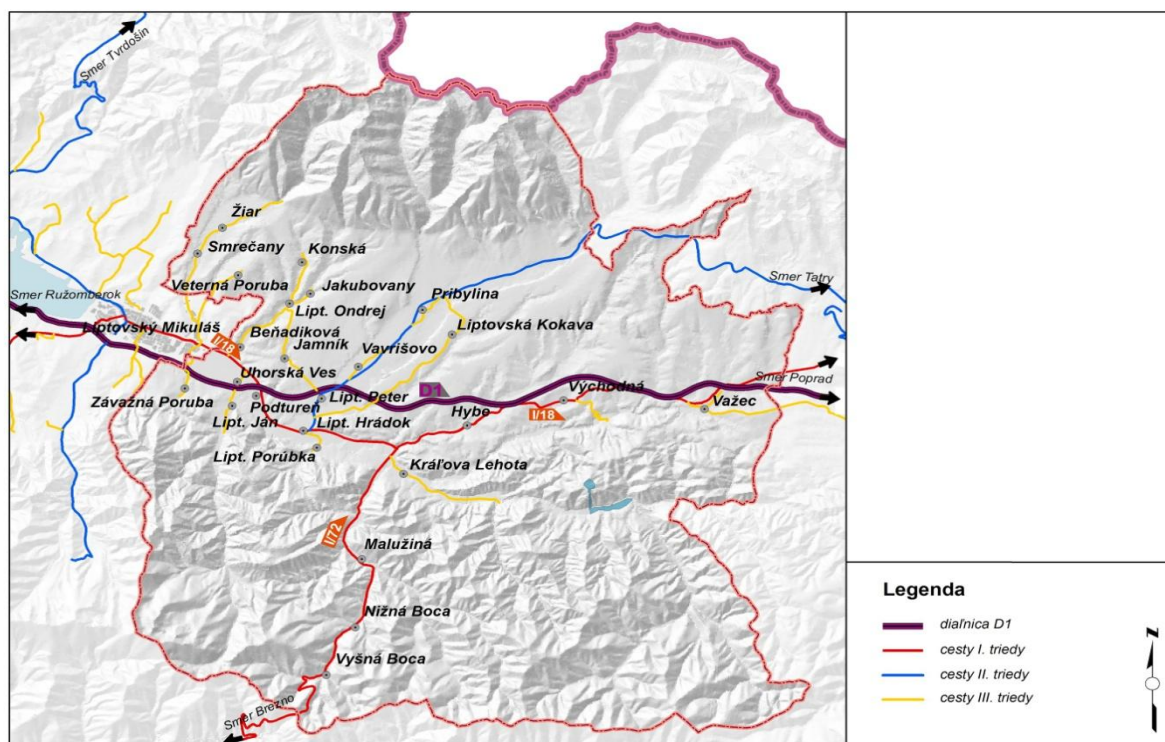 Smer Tvrdošin
Žiar
Smrečany
Konská
Veterná Poruba
Jakubovany
Smer Tatry
Smer Ružomberok
Lipt. Ondrej
Pribylina
Liptovský Mikuláš
Beňadiková
Liptovská Kokava
I/18
Jamník
Vavrišovo
Uhorská Ves
Smer Poprad
Závažná Poruba
Podtureň
Lipt. Peter
D1
Východná
Važec
Lipt. Ján
Lipt. Hrádok
Hybe
I/18
Lipt. Porúbka
Kráľova Lehota
I/72
Malužiná
Nižná Boca
Vyšná Boca
Smer Brezno
Legenda
diaľnica D1
cesty I. triedy
cesty II. triedy
cesty III. triedy
N